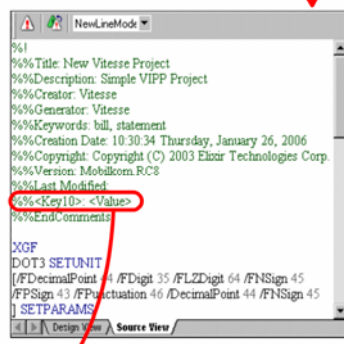 NewLineMode
%!
%%Title: New Vitesse Project
%%Description: Simple VIPP Project
%%Creator: Vitesse
%%Generator: Vitesse
%%Keywords: bill, statement
%%Creation Date: 10:30:34 Thursday, January 26, 2006
%%Copyright: Copyright (C) 2003 Elixir Technologies Corp.
%%Version: Mobilkom.RC8
%%Last Modified:
%%<Key10>: <Value>
%%EndComments
XGF
DOT3 SETUNIT
[/FDecimalPoint 44 /FDigit 35 /FLZDigit 64 /FNSign 45
/FPSign 43 /FPunctuation 46 /DecimalPoint 44 /FNSign 45
] SETPARAMS
Design View Source View